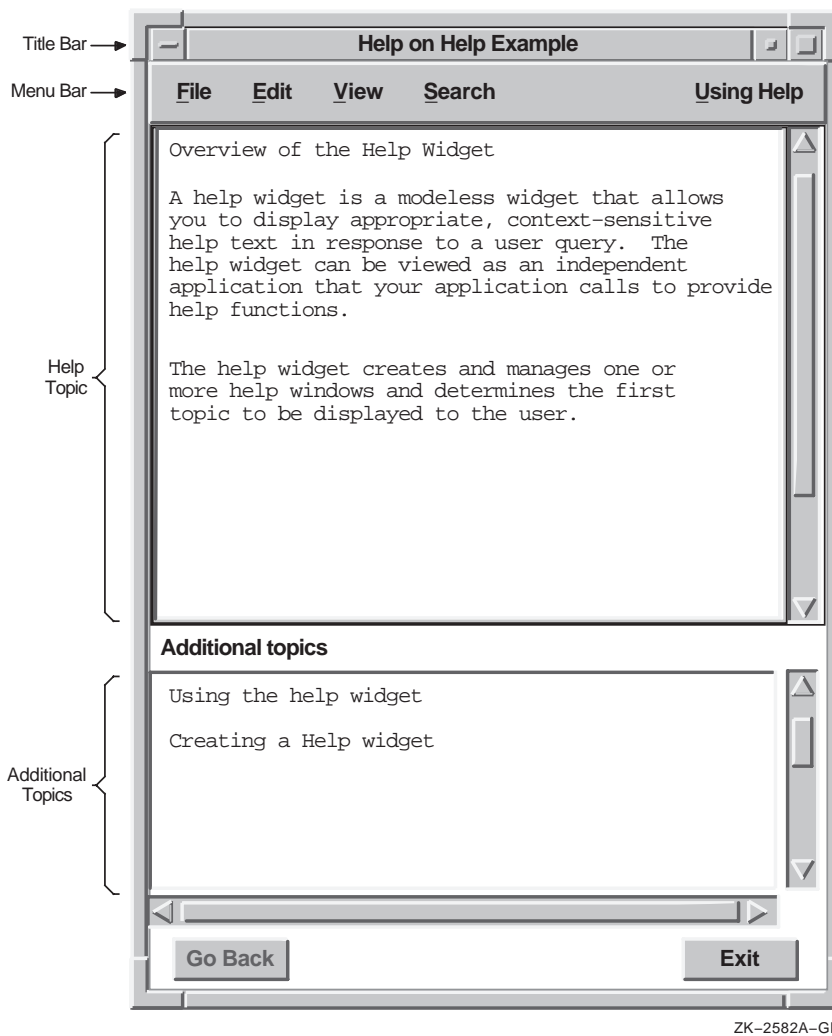 Title Bar
Help on Help Example
Menu Bar
File Edit View Search Using Help
Overview of the Help Widget
A help widget is a modeless widget that allows
you to display appropriate, context-sensitive
help text in response to a user query. The
help widget can be viewed as an independent
application that your application calls to provide
help functions.
Help
Topic
The help widget creates and manages one or
more help windows and determines the first
topic to be displayed to the user.
Additional topics
Using the help widget
Creating a Help widget
Additional
Topics
Go Back
Exit